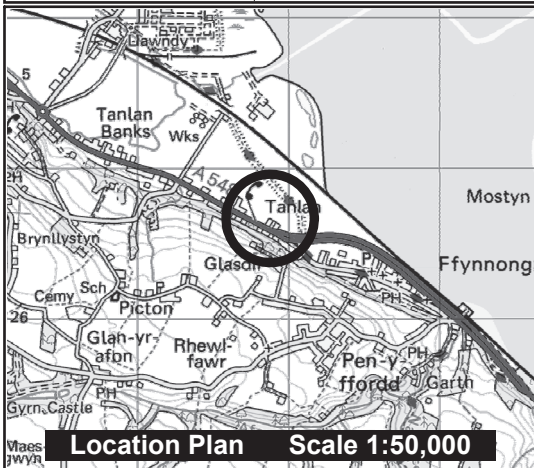 Llawndy
5
Tanlan
Banks
Wks
A 548
Tanlan
Mostyn
Brynllystyn
Glasdir
Ffynnong
Sch
P
P
Cemy
Picton
PH
26
Glan-yr-
afon
Rhewl-
fawr
Pen-y-
ffordd
PH
Garth
PH
Gyrn Castle
Maes-
gwyn
Location Plan Scale 1:50,000